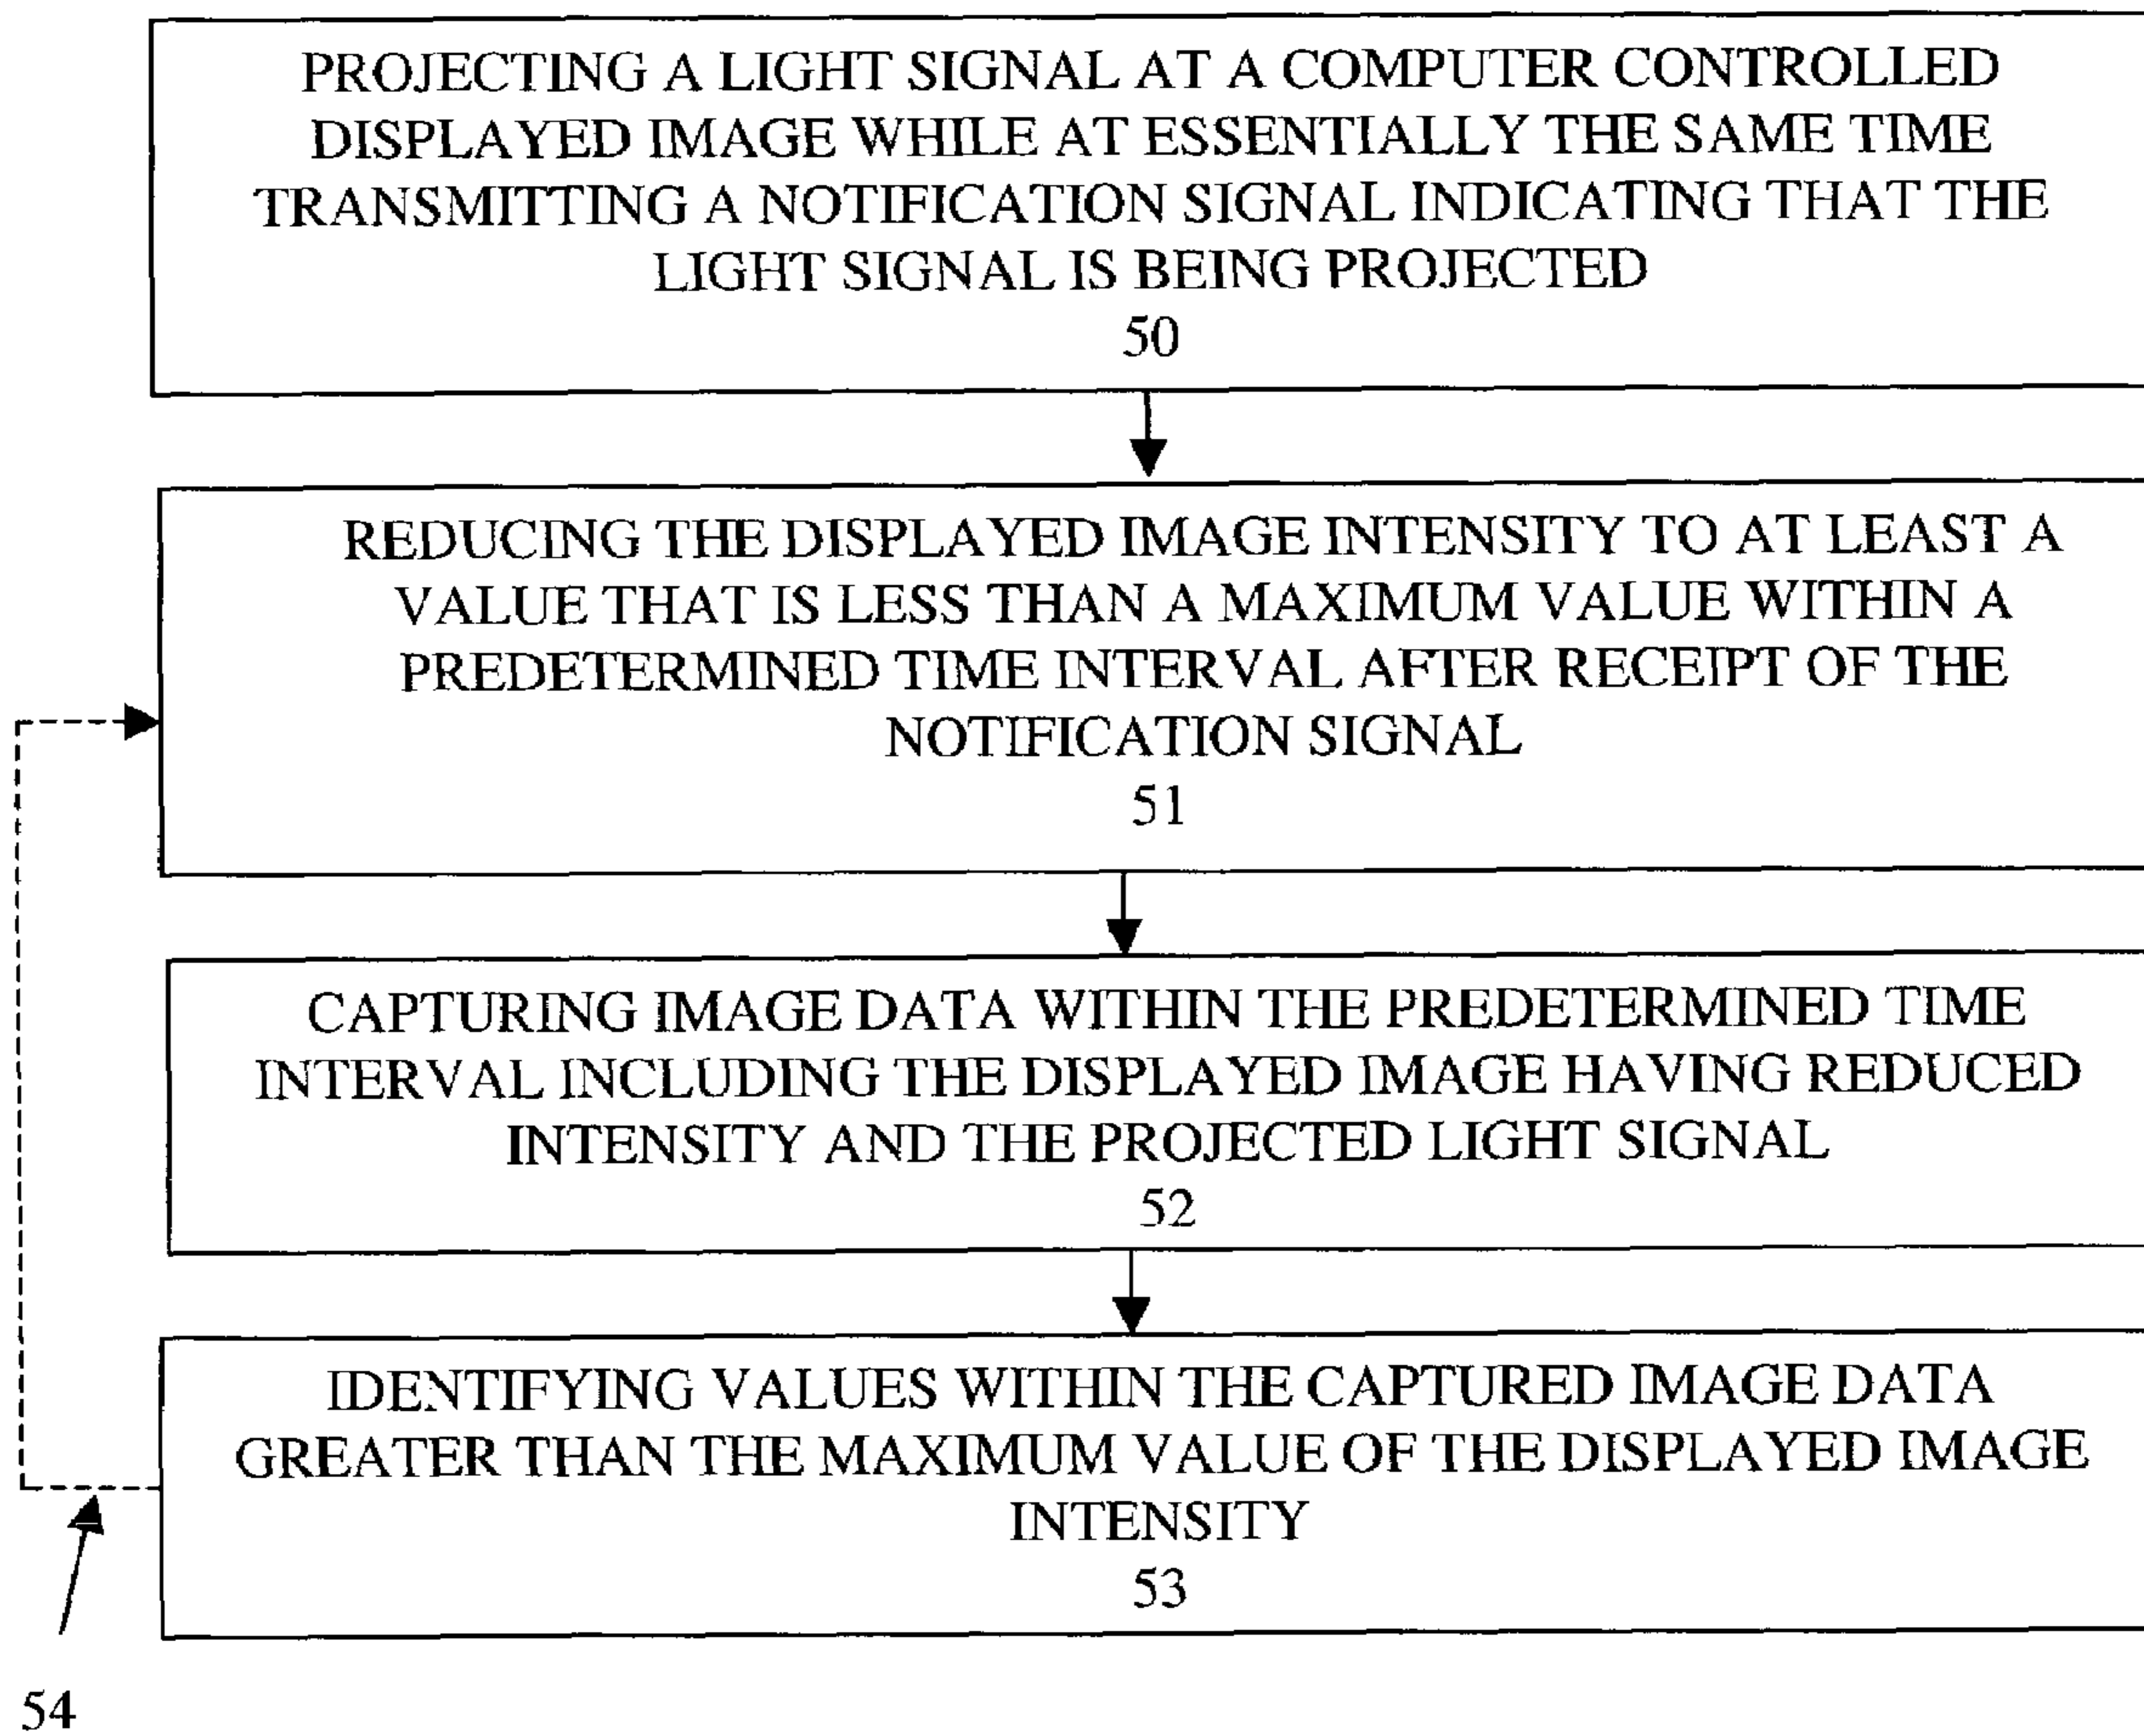 PROJECTING A LIGHT SIGNAL AT A COMPUTER CONTROLLED
DISPLAYED IMAGE WHILE AT ESSENTIALLY THE SAME TIME
TRANSMITTING A NOTIFICATION SIGNAL INDICATING THAT THE
LIGHT SIGNAL IS BEING PROJECTED
50
REDUCING THE DISPLAYED IMAGE INTENSITY TO AT LEAST A
VALUE THAT IS LESS THAN A MAXIMUM VALUE WITHIN A
PREDETERMINED TIME INTERVAL AFTER RECEIPT OF THE
NOTIFICATION SIGNAL
51
CAPTURING IMAGE DATA WITHIN THE PREDETERMINED TIME
INTERVAL INCLUDING THE DISPLAYED IMAGE HAVING REDUCED
INTENSITY AND THE PROJECTED LIGHT SIGNAL
52
IDENTIFYING VALUES WITHIN THE CAPTURED IMAGE DATA
GREATER THAN THE MAXIMUM VALUE OF THE DISPLAYED IMAGE
INTENSITY
53
54